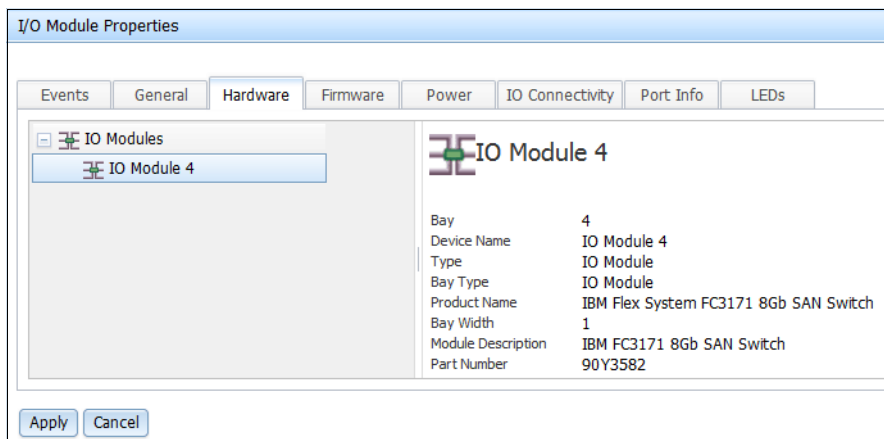 I/O Module Properties
Events General Hardware Firmware Power IO Connectivity Port Info LEDs
IO Modules
IO Module 4
IO Module 4
Bay 4
Device Name IO Module 4
Type IO Module
Bay Type IO Module
Product Name IBM Flex System FC3171 8Gb SAN Switch
Bay Width 1
Module Description IBM FC3171 8Gb SAN Switch
Part Number 90Y3582
Apply Cancel